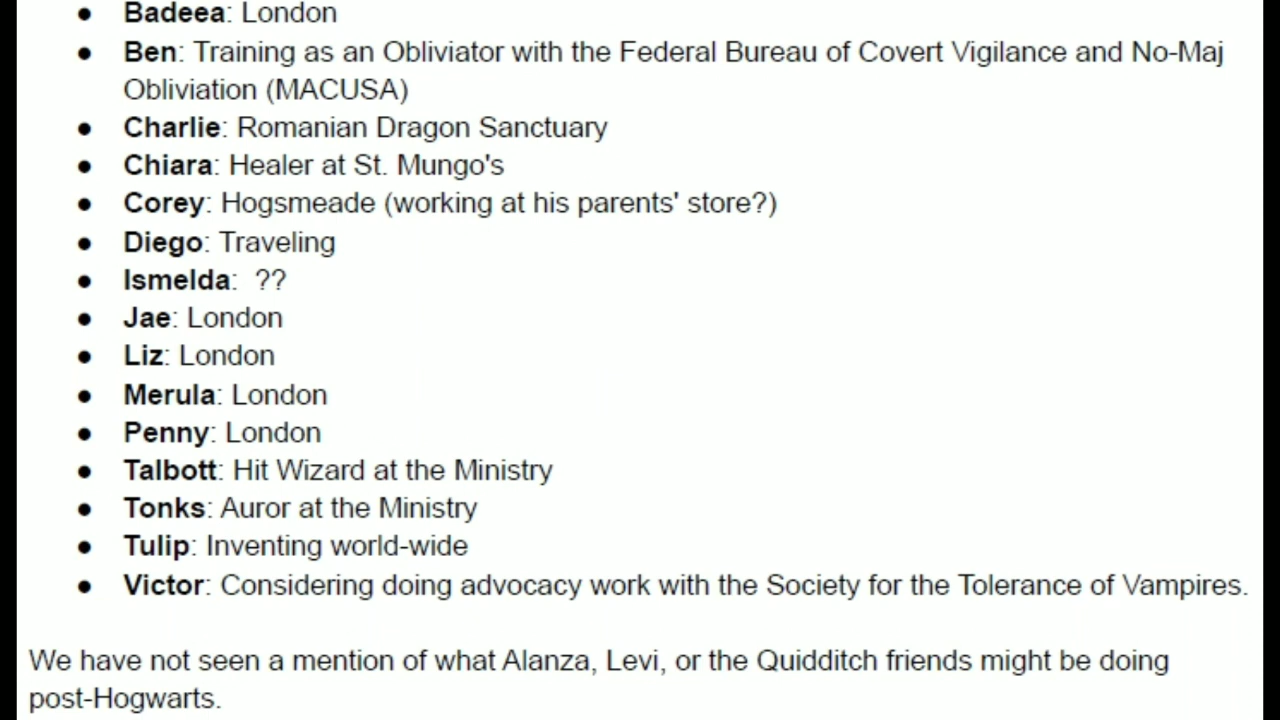 ● Badeea: London
● Ben: Training as an Obliviator with the Federal Bureau of Covert Vigilance and No-Maj
Obliviation (MACUSA)
● Charlie: Romanian Dragon Sanctuary
● Chiara: Healer at St. Mungo's
● Corey: Hogsmeade (working at his parents' store?)
● Diego: Traveling
● Ismelda:  ??
● Jae: London
● Liz: London
● Merula: London
● Penny: London
● Talbott: Hit Wizard at the Ministry
● Tonks: Auror at the Ministry
● Tulip: Inventing world-wide
● Victor: Considering doing advocacy work with the Society for the Tolerance of Vampires.
We have not seen a mention of what Alanza, Levi, or the Quidditch friends might be doing
post-Hogwarts.